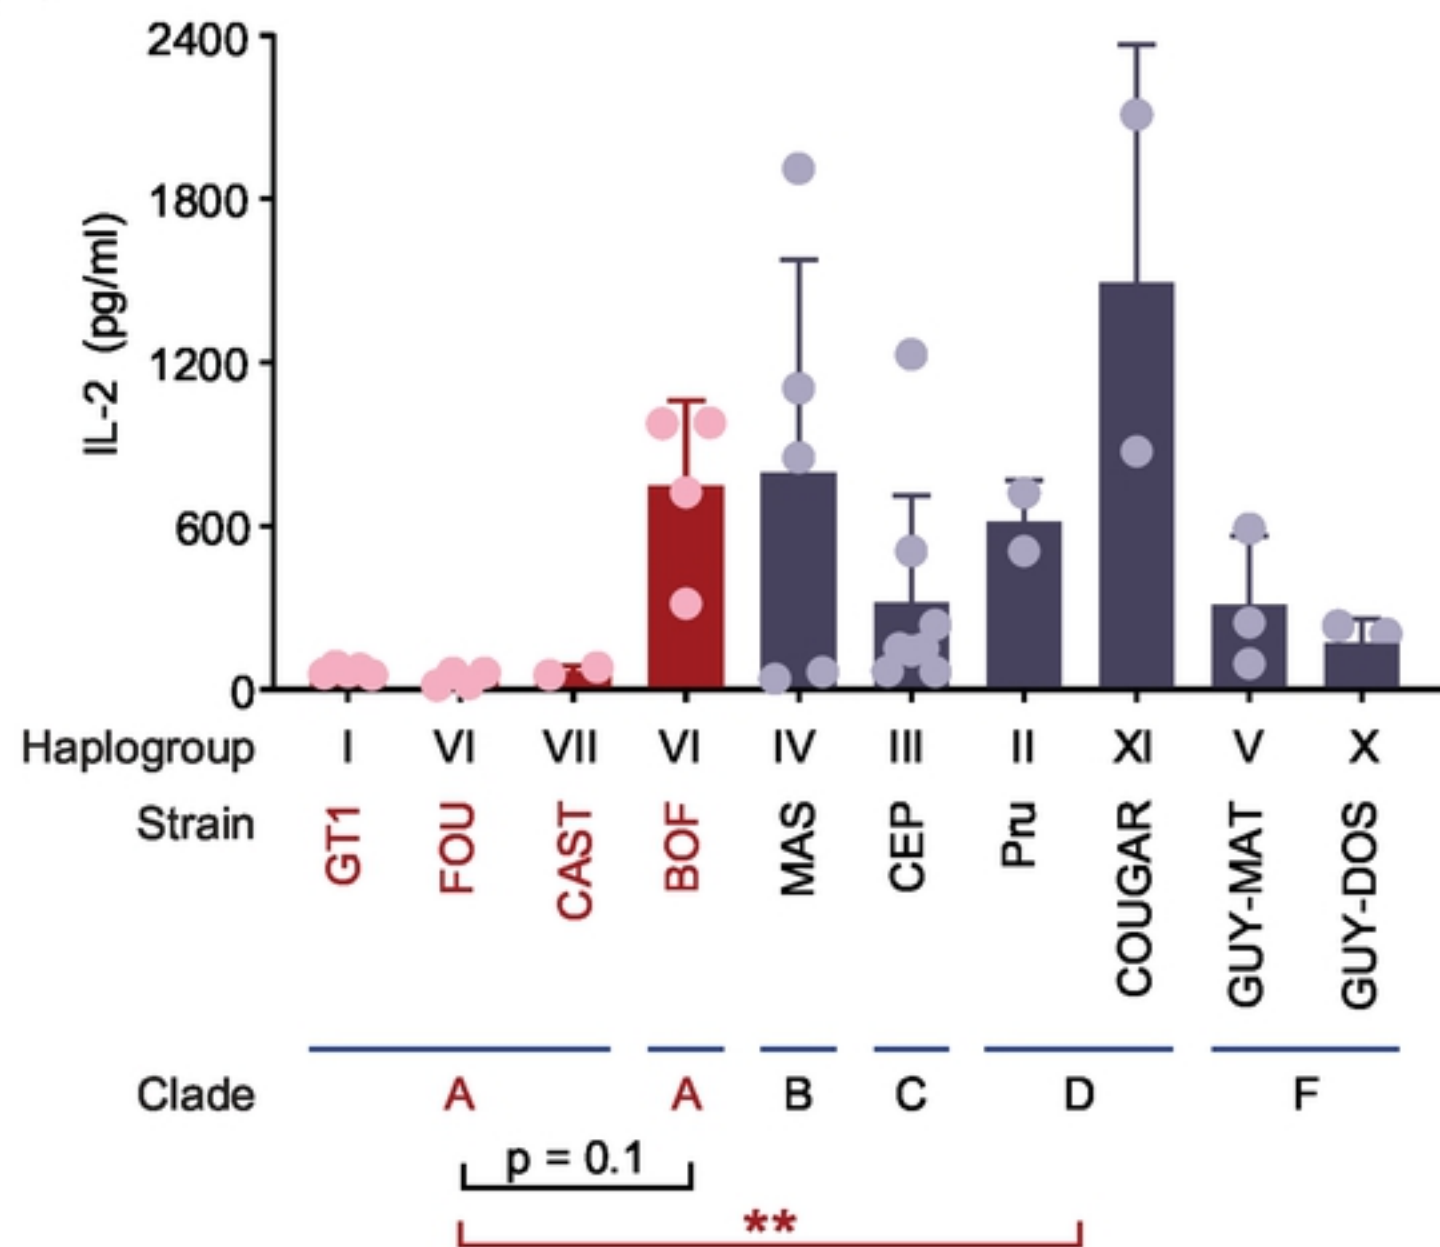 2400
1800
1200
600
0
IL-2 (pg/ml)
Haplogroup I VI VII VI IV III II XI V X
Strain GT1 FOU CAST BOF MAS CEP Pru COUGAR GUY-MAT GUY-DOS
Clade A A B C D F
p = 0.1
**